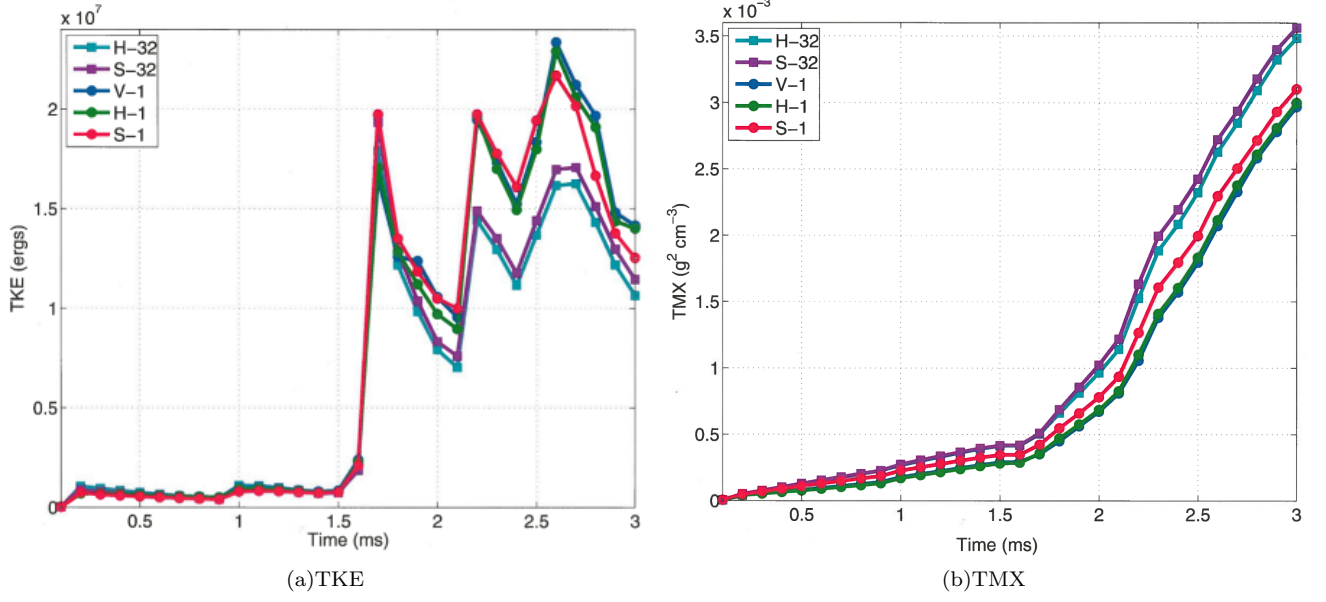 x 10⁷
H−32
S−32
V−1
H−1
S−1
2
1.5
1
0.5
0
TKE (ergs)
0.5
1
1.5
2
2.5
3
Time (ms)
(a)TKE
x 10⁻³
3.5
H−32
S−32
V−1
H−1
S−1
3
2.5
2
1.5
1
0.5
0
TMX (g² cm⁻³)
0.5
1
1.5
2
2.5
3
Time (ms)
(b)TMX